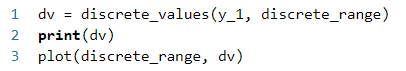 1 dv = discrete_values(y_1, discrete_range)
2 print(dv)
3 plot(discrete_range, dv)